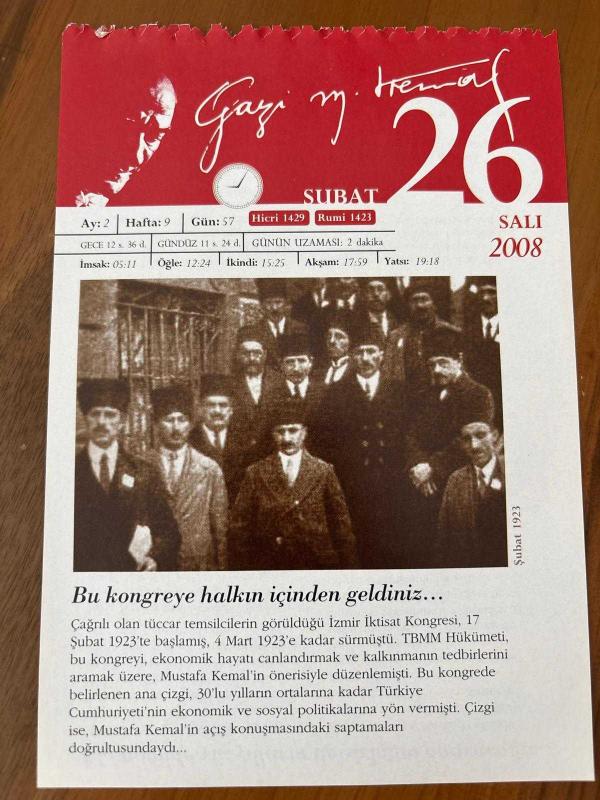 Gazi M. Kemal
ŞUBAT 26
Ay: 2 Hafta: 9 Gün: 57 Hicri 1429 Rumi 1423
SALI
2008
GECE 12 s. 36 d. GÜNDÜZ 11 s. 24 d. GÜNÜN UZAMASI: 2 dakika
İmsak: 05:11 Öğle: 12:24 İkindi: 15:25 Akşam: 17:59 Yatsı: 19:18
Şubat 1923
Bu kongreye halkın içinden geldiniz...
Çağrılı olan tüccar temsilcilerin görüldüğü İzmir İktisat Kongresi, 17
Şubat 1923'te başlamış, 4 Mart 1923'e kadar sürmüştü. TBMM Hükümeti,
bu kongreyi, ekonomik hayatı canlandırmak ve kalkınmanın tedbirlerini
aramak üzere, Mustafa Kemal'in önerisiyle düzenlemişti. Bu kongrede
belirlenen ana çizgi, 30'lu yılların ortalarına kadar Türkiye
Cumhuriyeti'nin ekonomik ve sosyal politikalarına yön vermişti. Çizgi
ise, Mustafa Kemal'in açış konuşmasındaki saptamaları
doğrultusundaydı...